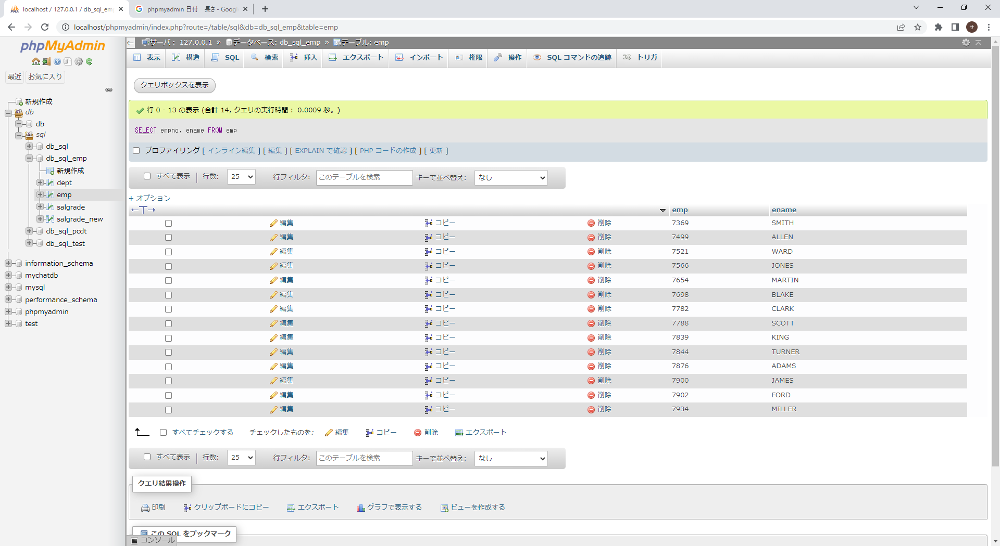 localhost / 127.0.0.1 / db_sql_em
phpmyadmin 日付　長さ - Googl
localhost/phpmyadmin/index.php?route=/table/sql&db=db_sql_emp&table=emp
サ
phpMyAdmin
最近 お気に入り
新規作成
db
db
sql
db_sql
db_sql_emp
新規作成
dept
emp
salgrade
salgrade_new
db_sql_pcdt
db_sql_test
information_schema
mychatdb
mysql
performance_schema
phpmyadmin
test
サーバ： 127.0.0.1 » データベース: db_sql_emp » テーブル: emp
表示 構造 SQL 検索 挿入 エクスポート インポート 権限 操作 SQL コマンドの追跡 トリガ
クエリボックスを表示
行 0 - 13 の表示 (合計 14, クエリの実行時間： 0.0009 秒。)
SELECT empno, ename FROM emp
プロファイリング [ インライン編集 ] [ 編集 ] [ EXPLAIN で確認 ] [ PHP コードの作成 ] [ 更新 ]
すべて表示 行数: 25 行フィルタ: このテーブルを検索 キーで並べ替え: なし
+ オプション
←T→ emp ename
編集 コピー 削除 7369 SMITH
編集 コピー 削除 7499 ALLEN
編集 コピー 削除 7521 WARD
編集 コピー 削除 7566 JONES
編集 コピー 削除 7654 MARTIN
編集 コピー 削除 7698 BLAKE
編集 コピー 削除 7782 CLARK
編集 コピー 削除 7788 SCOTT
編集 コピー 削除 7839 KING
編集 コピー 削除 7844 TURNER
編集 コピー 削除 7876 ADAMS
編集 コピー 削除 7900 JAMES
編集 コピー 削除 7902 FORD
編集 コピー 削除 7934 MILLER
すべてチェックする チェックしたものを: 編集 コピー 削除 エクスポート
すべて表示 行数: 25 行フィルタ: このテーブルを検索 キーで並べ替え: なし
クエリ結果操作
印刷 クリップボードにコピー エクスポート グラフで表示する ビューを作成する
この SQL をブックマーク
コンソール